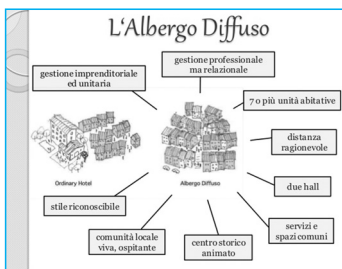 L'Albergo Diffuso
gestione professionale
ma relazionale
gestione imprenditoriale
ed unitaria
7 o più unità abitative
distanza
ragionevole
Ordinary Hotel
Albergo Diffuso
due hall
stile riconoscibile
servizi e
spazi comuni
comunità locale
viva, ospitante
centro storico
animato